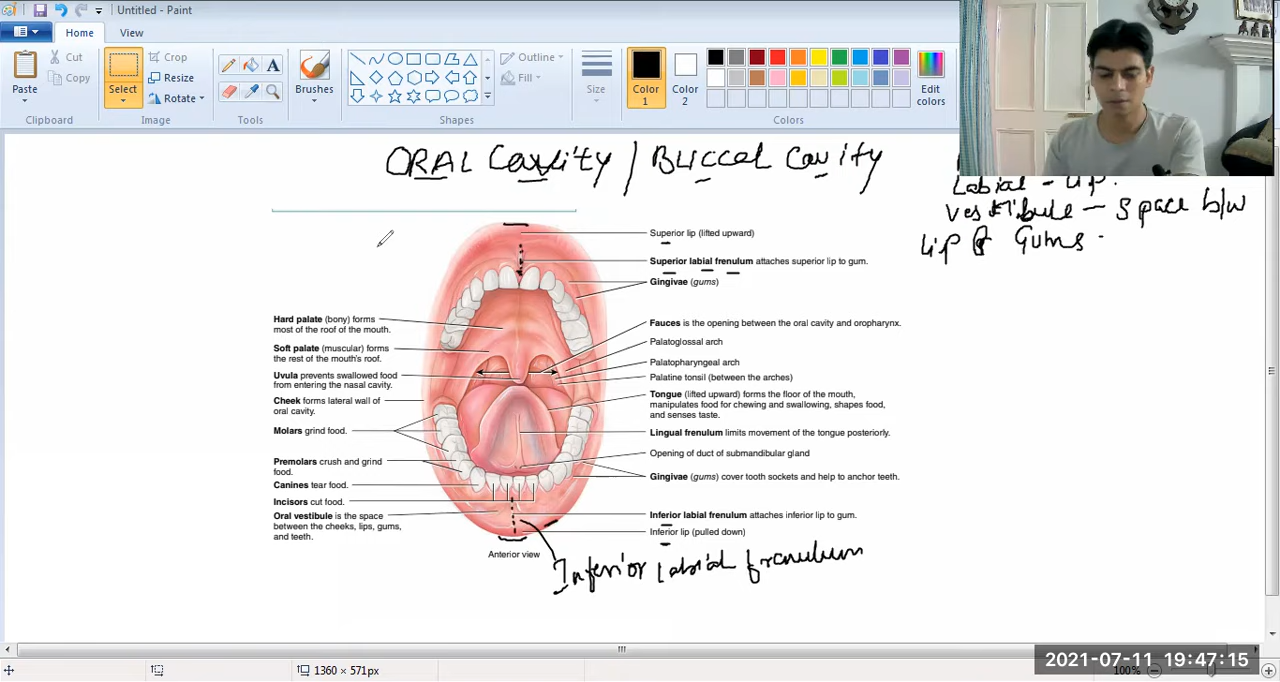 Untitled - Paint
Home
View
Paste
Cut
Copy
Clipboard
Select
Crop
Resize
Rotate
Image
Tools
Brushes
Shapes
Outline
Fill
Size
Color 1
Color 2
Edit colors
Colors
ORAL Cavity / Buccal Cavity
Labial - Lip.
Vestibule - Space b/w
Lip & Gums -
Superior lip (lifted upward)
Superior labial frenulum attaches superior lip to gum.
Gingivae (gums)
Hard palate (bony) forms
most of the roof of the mouth.
Soft palate (muscular) forms
the rest of the mouth's roof.
Uvula prevents swallowed food
from entering the nasal cavity.
Cheek forms lateral wall of
oral cavity.
Molars grind food.
Premolars crush and grind
food.
Canines tear food.
Incisors cut food.
Oral vestibule is the space
between the cheeks, lips, gums,
and teeth.
Fauces is the opening between the oral cavity and oropharynx.
Palatoglossal arch
Palatopharyngeal arch
Palatine tonsil (between the arches)
Tongue (lifted upward) forms the floor of the mouth,
manipulates food for chewing and swallowing, shapes food,
and senses taste.
Lingual frenulum limits movement of the tongue posteriorly.
Opening of duct of submandibular gland
Gingivae (gums) cover tooth sockets and help to anchor teeth.
Inferior labial frenulum attaches inferior lip to gum.
Inferior lip (pulled down)
Anterior view
Inferior labial frenulum
1360 × 571px
100%
2021-07-11 19:47:15